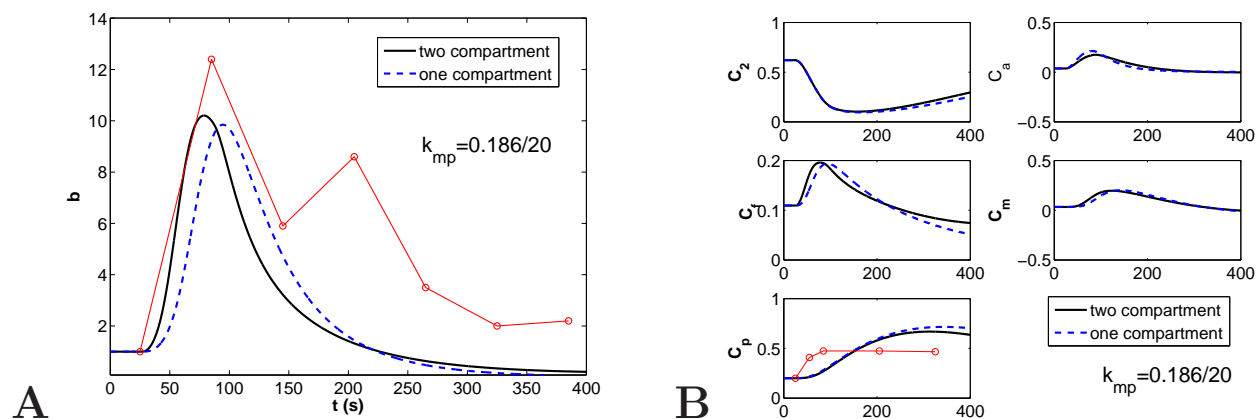 14
12
10
8
6
4
2
b
0 50 100 150 200 250 300 350 400
t (s)
two compartment
one compartment
k_mp=0.186/20
A
1
0.5
0
C_2
0 200 400
0.5
0
−0.5
C_a
0 200 400
0.2
0.1
0
C_f
0 200 400
0.5
0
−0.5
C_m
0 200 400
1
0.5
0
C_p
0 200 400
two compartment
one compartment
k_mp=0.186/20
B